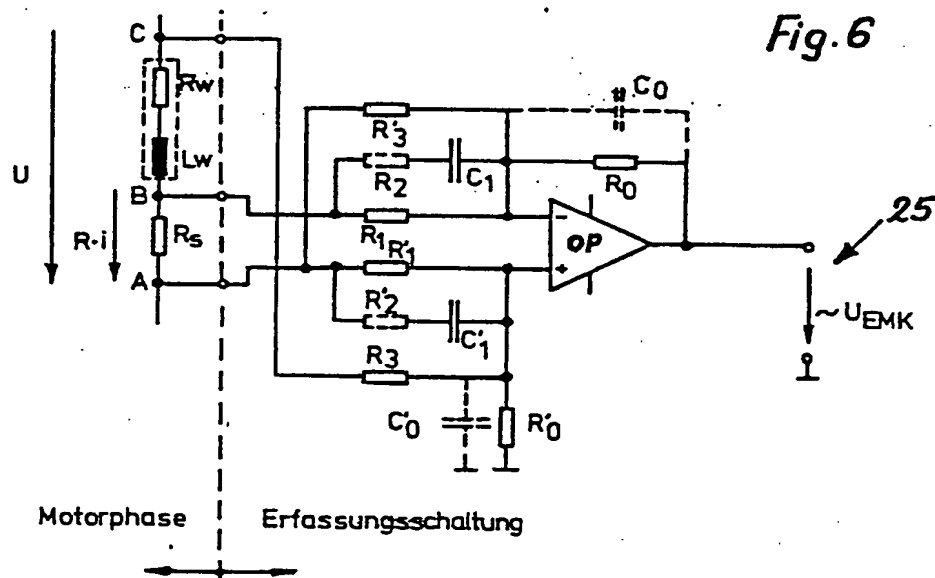 Fig. 6
C
Rw
Lw
U
B
R·i
Rs
A
R'3
C0
R2
C1
R0
R1
R'1
OP
−
+
25
~UEMK
R'2
C'1
R3
C'0
R'0
Motorphase
Erfassungsschaltung